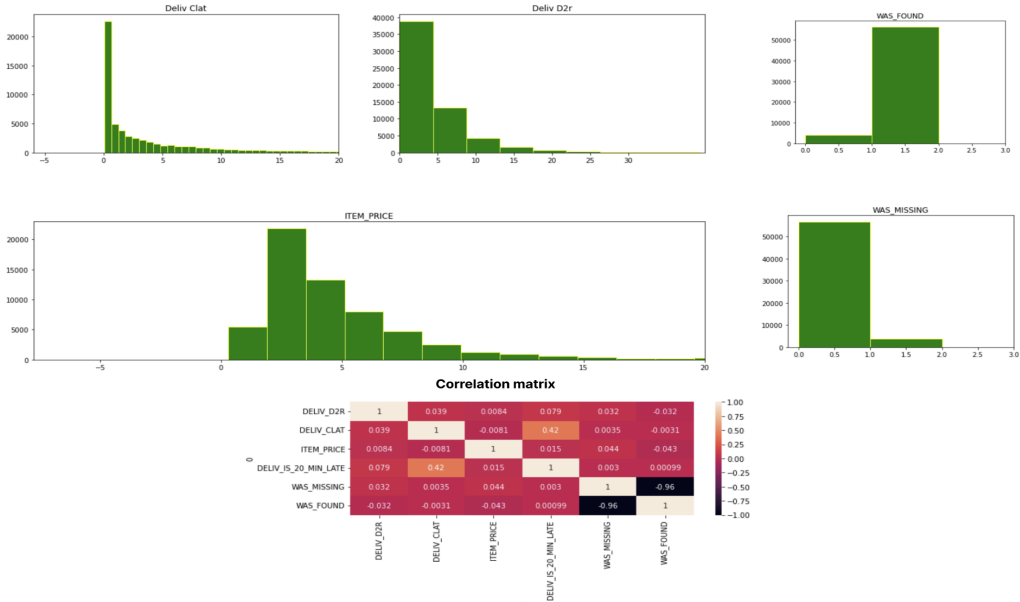 Deliv Clat
20000
15000
10000
5000
0
-5 0 5 10 15 20
Deliv D2r
40000
35000
30000
25000
20000
15000
10000
5000
0
0 5 10 15 20 25 30
WAS_FOUND
50000
40000
30000
20000
10000
0
0.0 0.5 1.0 1.5 2.0 2.5 3.0
ITEM_PRICE
20000
15000
10000
5000
0
-5 0 5 10 15 20
WAS_MISSING
50000
40000
30000
20000
10000
0
0.0 0.5 1.0 1.5 2.0 2.5 3.0
Correlation matrix
0
DELIV_D2R 1 0.039 0.0084 0.079 0.032 -0.032
DELIV_CLAT 0.039 1 -0.0081 0.42 0.0035 -0.0031
ITEM_PRICE 0.0084 -0.0081 1 0.015 0.044 -0.043
DELIV_IS_20_MIN_LATE 0.079 0.42 0.015 1 0.003 0.00099
WAS_MISSING 0.032 0.0035 0.044 0.003 1 -0.96
WAS_FOUND -0.032 -0.0031 -0.043 0.00099 -0.96 1
DELIV_D2R
DELIV_CLAT
ITEM_PRICE
DELIV_IS_20_MIN_LATE
WAS_MISSING
WAS_FOUND
1.00
0.75
0.50
0.25
0.00
-0.25
-0.50
-0.75
-1.00